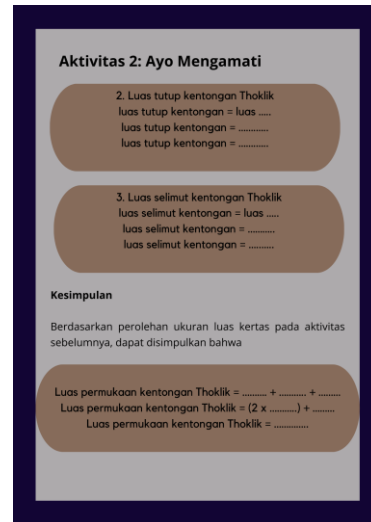 Aktivitas 2: Ayo Mengamati
2. Luas tutup kentongan Thoklik
luas tutup kentongan = luas .....
luas tutup kentongan = ............
luas tutup kentongan = ............
3. Luas selimut kentongan Thoklik
luas selimut kentongan = luas .....
luas selimut kentongan = ...........
luas selimut kentongan = ..........
Kesimpulan
Berdasarkan perolehan ukuran luas kertas pada aktivitas
sebelumnya, dapat disimpulkan bahwa
Luas permukaan kentongan Thoklik = ......... + .......... + ........
Luas permukaan kentongan Thoklik = (2 x ..........) + ........
Luas permukaan kentongan Thoklik = .............